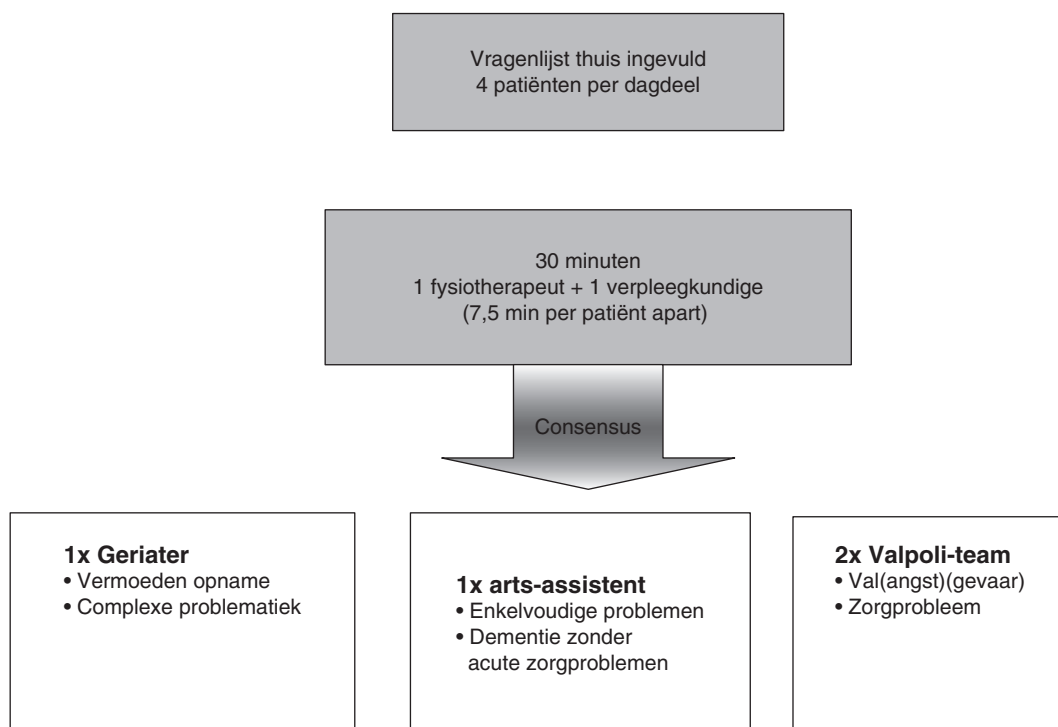 Vragenlijst thuis ingevuld
4 patiënten per dagdeel
30 minuten
1 fysiotherapeut + 1 verpleegkundige
(7,5 min per patiënt apart)
Consensus
1x Geriater
• Vermoeden opname
• Complexe problematiek
1x arts-assistent
• Enkelvoudige problemen
• Dementie zonder
acute zorgproblemen
2x Valpoli-team
• Val(angst)(gevaar)
• Zorgprobleem